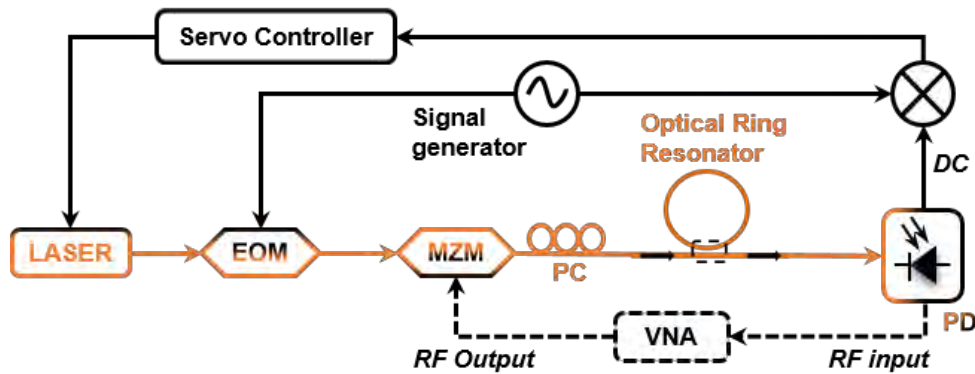 Servo Controller
Signal
generator
Optical Ring
Resonator
DC
LASER
EOM
MZM
PC
PD
VNA
RF Output
RF input